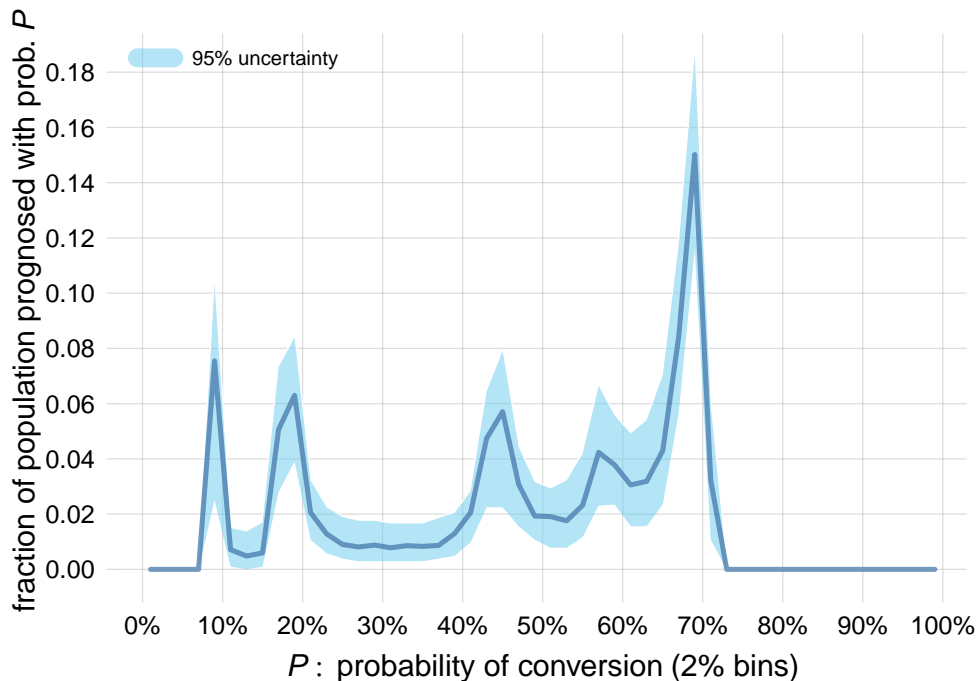 fraction of population prognosed with prob. P
95% uncertainty
0.18
0.16
0.14
0.12
0.10
0.08
0.06
0.04
0.02
0.00
0% 10% 20% 30% 40% 50% 60% 70% 80% 90% 100%
P : probability of conversion (2% bins)